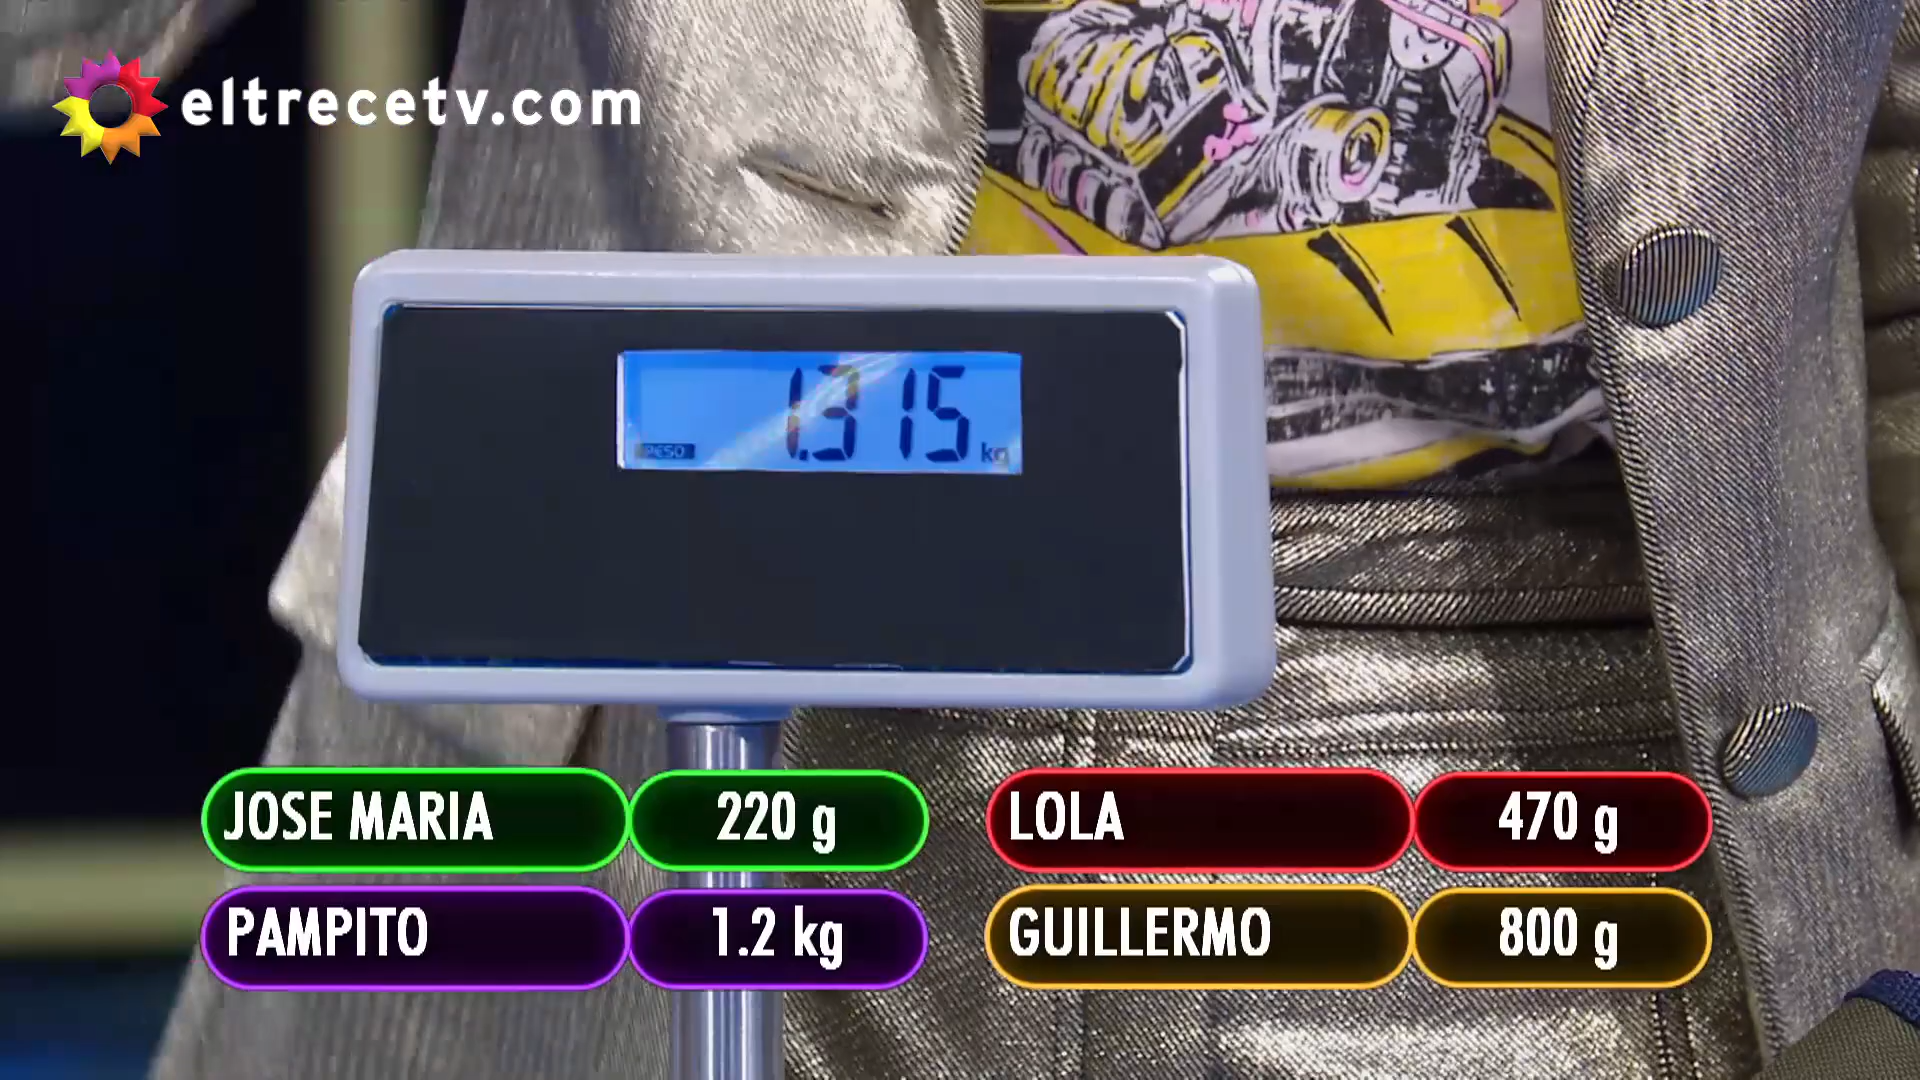 eltrecetv.com
1.315
PESO
kg
JOSE MARIA 220 g
LOLA 470 g
PAMPITO 1.2 kg
GUILLERMO 800 g